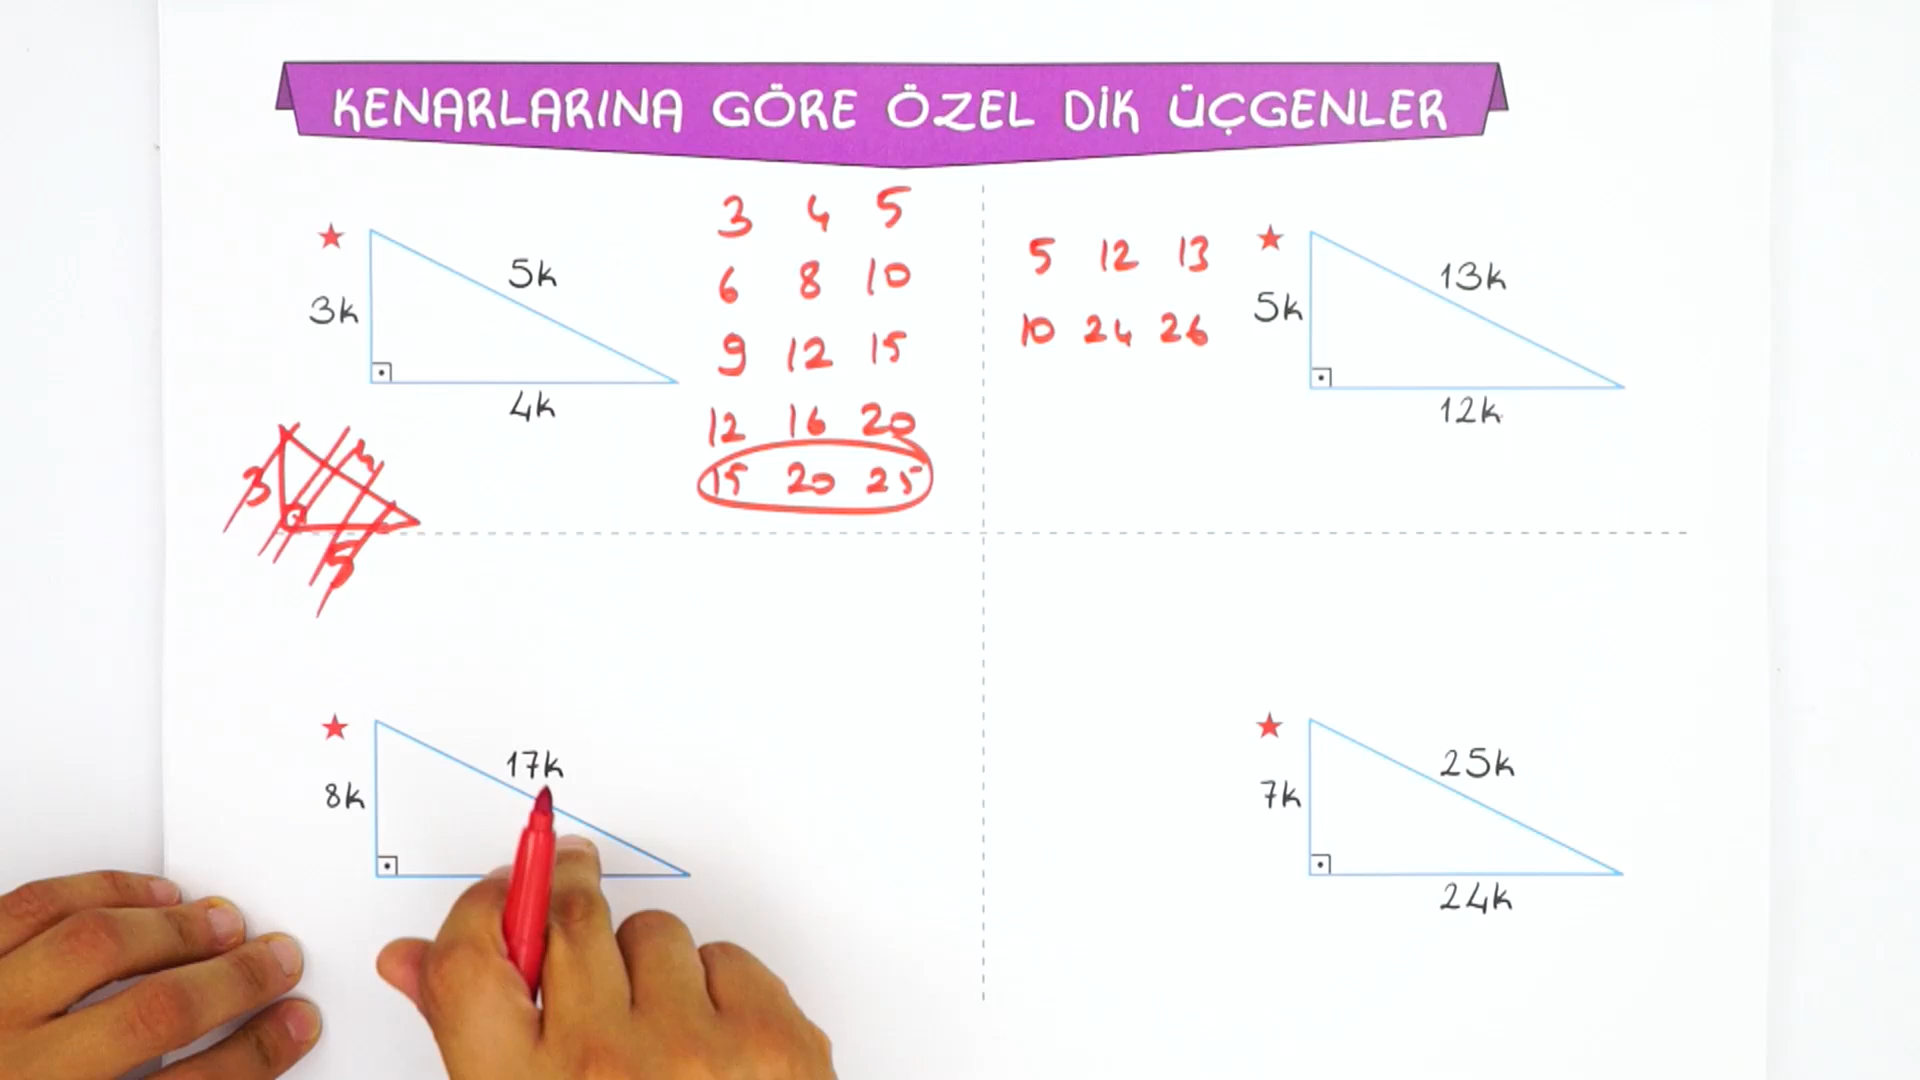 KENARLARINA GÖRE ÖZEL DİK ÜÇGENLER
3k
5k
4k
3 4 5
6 8 10
9 12 15
12 16 20
15 20 25
3
4
5
5 12 13
10 24 26
5k
13k
12k
8k
17k
7k
25k
24k